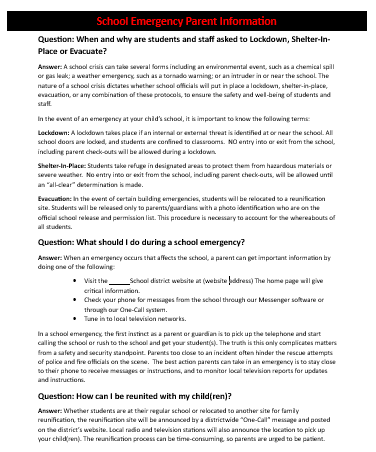 School Emergency Parent Information
Question: When and why are students and staff asked to Lockdown, Shelter-In-
Place or Evacuate?
Answer: A school crisis can take several forms including an environmental event, such as a chemical spill
or gas leak; a weather emergency, such as a tornado warning; or an intruder in or near the school. The
nature of a school crisis dictates whether school officials will put in place a lockdown, shelter-in-place,
evacuation, or any combination of these protocols, to ensure the safety and well-being of students and
staff.
In the event of an emergency at your child's school, it is important to know the following terms:
Lockdown: A lockdown takes place if an internal or external threat is identified at or near the school. All
school doors are locked, and students are confined to classrooms. NO entry into or exit from the school,
including parent check-outs will be allowed during a lockdown.
Shelter-In-Place: Students take refuge in designated areas to protect them from hazardous materials or
severe weather. No entry into or exit from the school, including parent check-outs, will be allowed until
an "all-clear" determination is made.
Evacuation: In the event of certain building emergencies, students will be relocated to a reunification
site. Students will be released only to parents/guardians with a photo identification who are on the
official school release and permission list. This procedure is necessary to account for the whereabouts of
all students.
Question: What should I do during a school emergency?
Answer: When an emergency occurs that affects the school, a parent can get important information by
doing one of the following:
• Visit the ______School district website at (website address) The home page will give
critical information.
• Check your phone for messages from the school through our Messenger software or
through our One-Call system.
• Tune in to local television networks.
In a school emergency, the first instinct as a parent or guardian is to pick up the telephone and start
calling the school or rush to the school and get your student(s). The truth is this only complicates matters
from a safety and security standpoint. Parents too close to an incident often hinder the rescue attempts
of police and fire officials on the scene. The best action parents can take in an emergency is to stay close
to their phone to receive messages or instructions, and to monitor local television reports for updates
and instructions.
Question: How can I be reunited with my child(ren)?
Answer: Whether students are at their regular school or relocated to another site for family
reunification, the reunification site will be announced by a districtwide "One-Call" message and posted
on the district's website. Local radio and television stations will also announce the location to pick up
your child(ren). The reunification process can be time-consuming, so parents are urged to be patient.